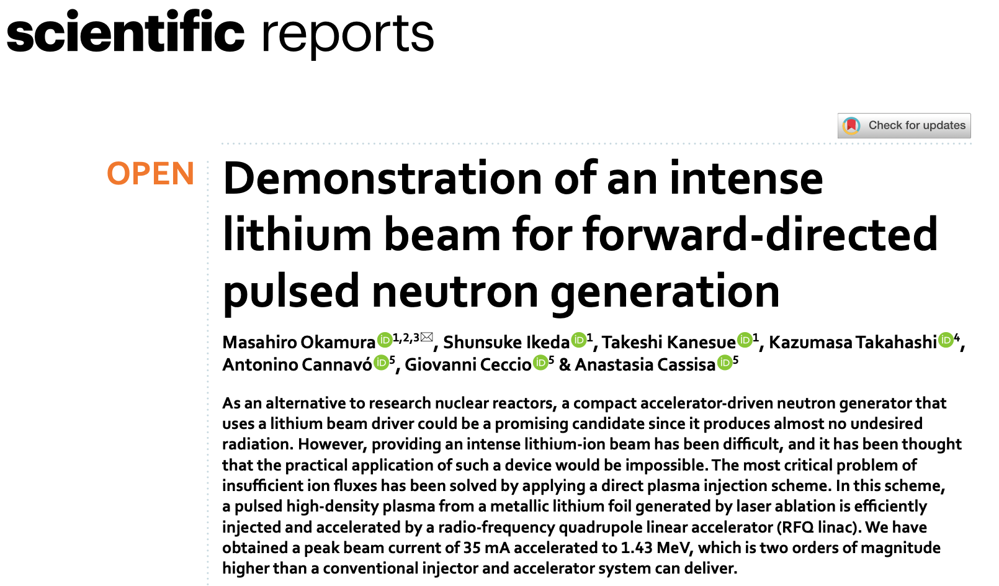 scientific reports
Check for updates
OPEN
Demonstration of an intense
lithium beam for forward-directed
pulsed neutron generation
Masahiro Okamura iD 1,2,3✉, Shunsuke Ikeda iD 1, Takeshi Kanesue iD 1, Kazumasa Takahashi iD 4,
Antonino Cannavó iD 5, Giovanni Ceccio iD 5 & Anastasia Cassisa iD 5
As an alternative to research nuclear reactors, a compact accelerator-driven neutron generator that
uses a lithium beam driver could be a promising candidate since it produces almost no undesired
radiation. However, providing an intense lithium-ion beam has been difficult, and it has been thought
that the practical application of such a device would be impossible. The most critical problem of
insufficient ion fluxes has been solved by applying a direct plasma injection scheme. In this scheme,
a pulsed high-density plasma from a metallic lithium foil generated by laser ablation is efficiently
injected and accelerated by a radio-frequency quadrupole linear accelerator (RFQ linac). We have
obtained a peak beam current of 35 mA accelerated to 1.43 MeV, which is two orders of magnitude
higher than a conventional injector and accelerator system can deliver.